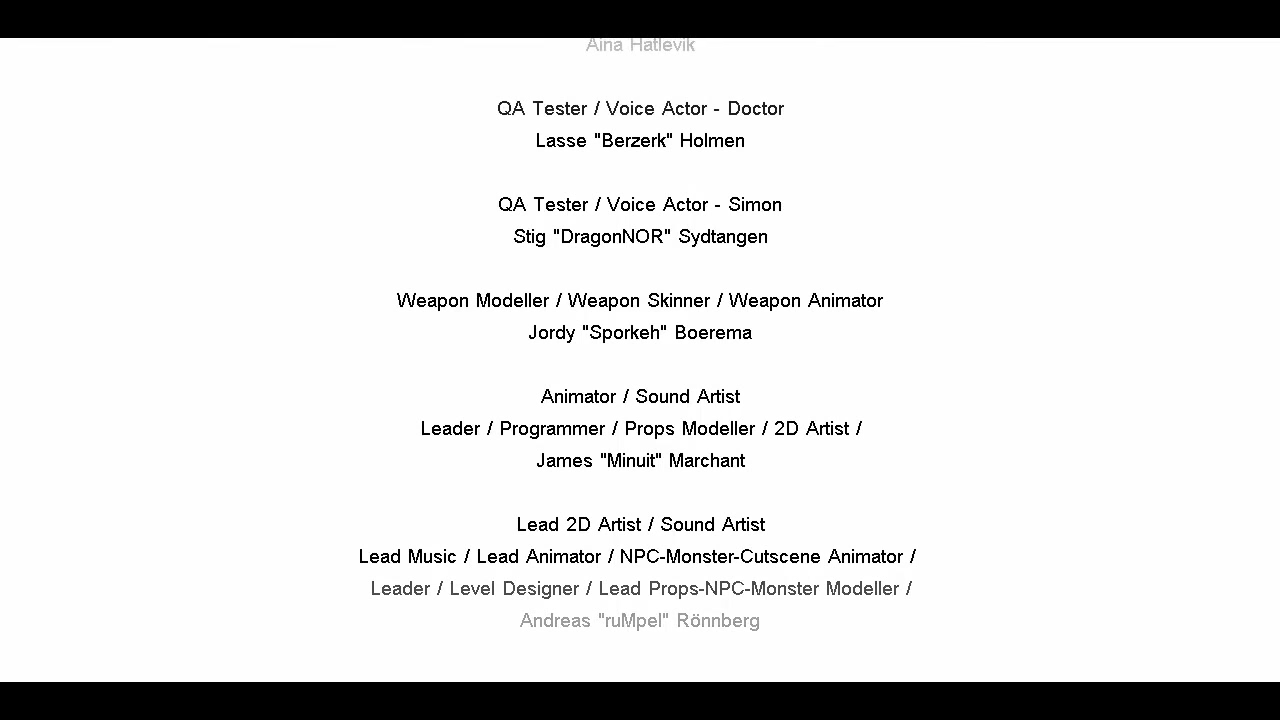 Aina Hatlevik
QA Tester / Voice Actor - Doctor
Lasse "Berzerk" Holmen
QA Tester / Voice Actor - Simon
Stig "DragonNOR" Sydtangen
Weapon Modeller / Weapon Skinner / Weapon Animator
Jordy "Sporkeh" Boerema
Animator / Sound Artist
Leader / Programmer / Props Modeller / 2D Artist /
James "Minuit" Marchant
Lead 2D Artist / Sound Artist
Lead Music / Lead Animator / NPC-Monster-Cutscene Animator /
Leader / Level Designer / Lead Props-NPC-Monster Modeller /
Andreas "ruMpel" Rönnberg